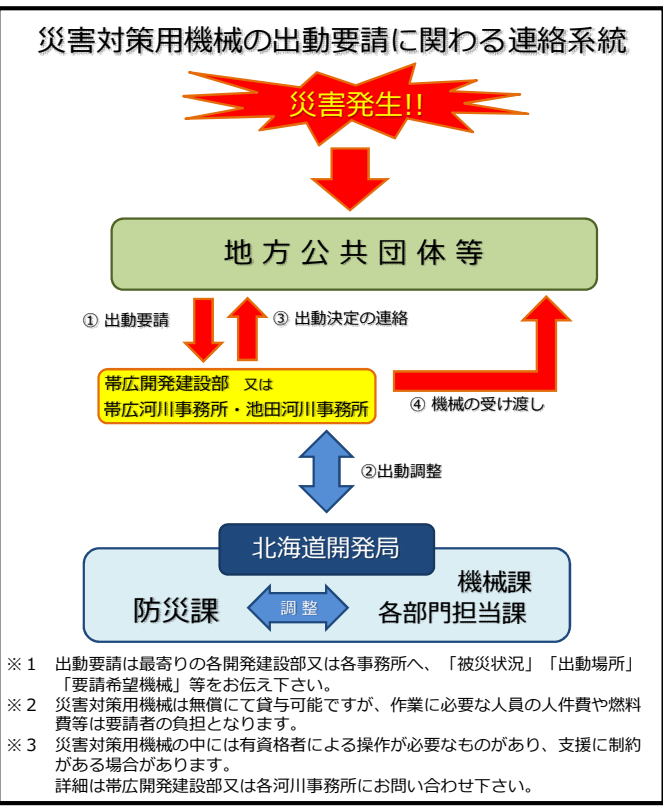 災害対策用機械の出動要請に関わる連絡系統
災害発生!!
地方公共団体等
① 出動要請
③ 出動決定の連絡
帯広開発建設部 又は
帯広河川事務所・池田河川事務所
④ 機械の受け渡し
②出動調整
北海道開発局
防災課
調整
機械課
各部門担当課
※1 出動要請は最寄りの各開発建設部又は各事務所へ、「被災状況」「出動場所」
「要請希望機械」等をお伝え下さい。
※2 災害対策用機械は無償にて貸与可能ですが、作業に必要な人員の人件費や燃料
費等は要請者の負担となります。
※3 災害対策用機械の中には有資格者による操作が必要なものがあり、支援に制約
がある場合があります。
詳細は帯広開発建設部又は各河川事務所にお問い合わせ下さい。